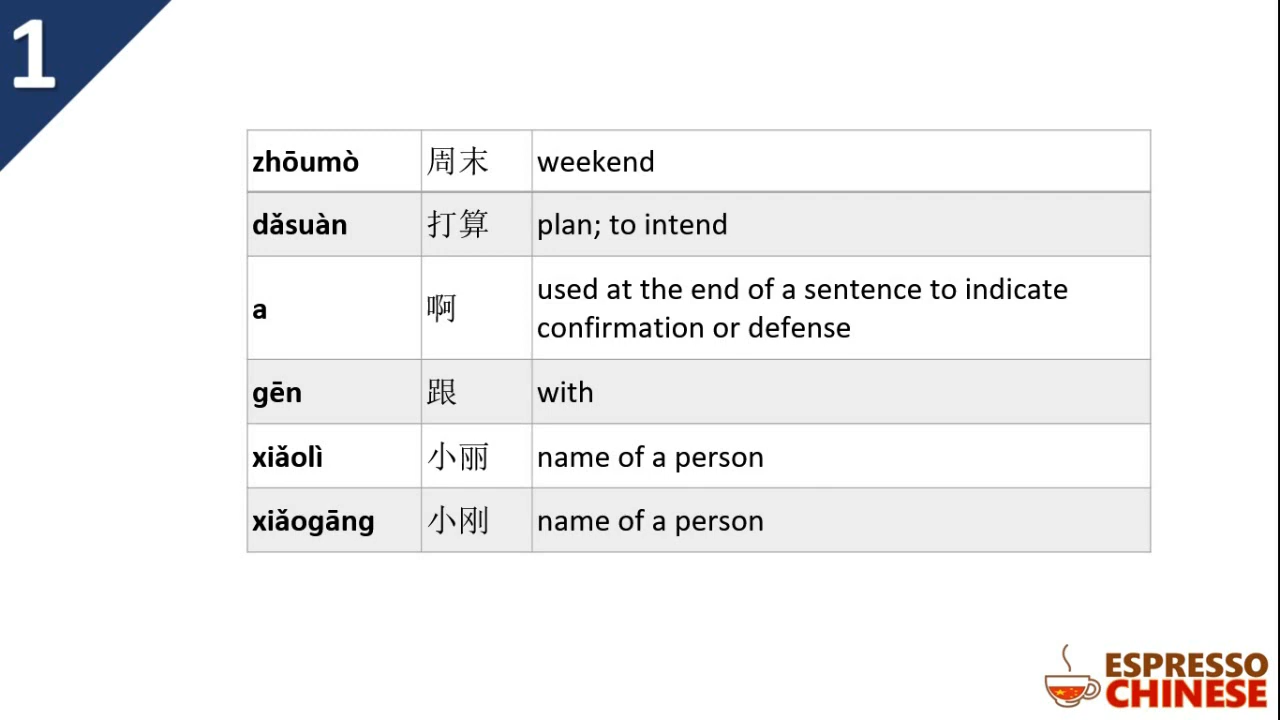 1
zhōumò 周末 weekend
dǎsuàn 打算 plan; to intend
a 啊 used at the end of a sentence to indicate
confirmation or defense
gēn 跟 with
xiǎolì 小丽 name of a person
xiǎogāng 小刚 name of a person
ESPRESSO
CHINESE